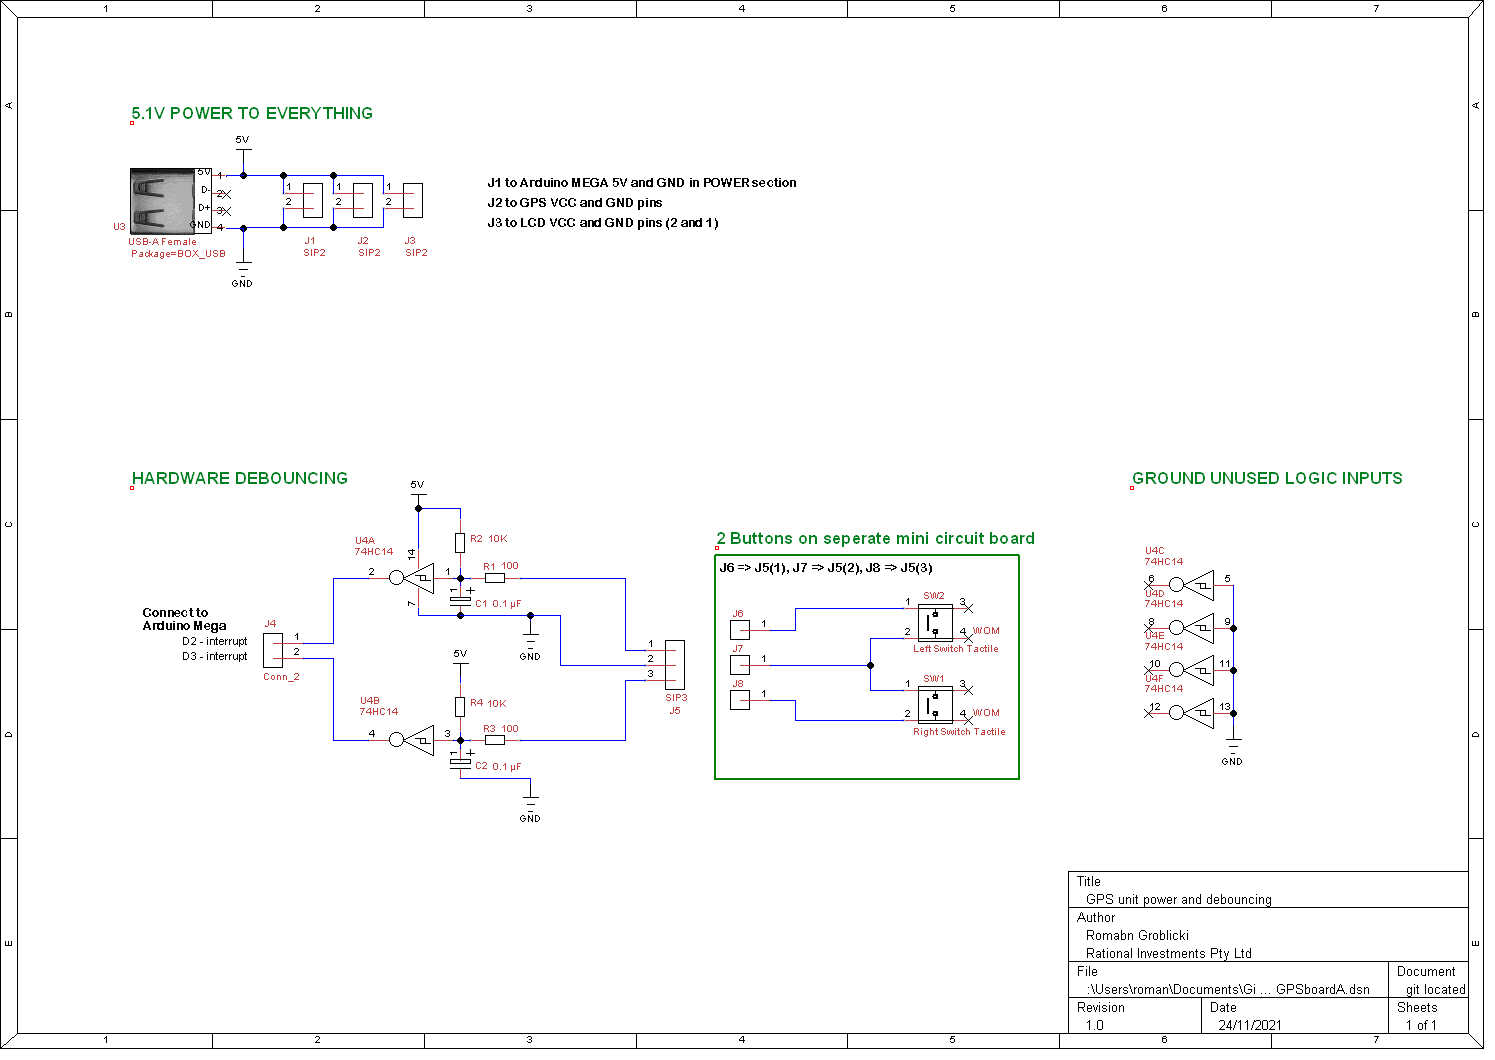 1 2 3 4 5 6 7
A A
B B
C C
D D
E E
5.1V POWER TO EVERYTHING
5V
5V 1
D- 2
D+ 3
GND 4
U3
USB-A Female
Package=BOX_USB
GND
1
2
J1
SIP2
1
2
J2
SIP2
1
2
J3
SIP2
J1 to Arduino MEGA 5V and GND in POWER section
J2 to GPS VCC and GND pins
J3 to LCD VCC and GND pins (2 and 1)
HARDWARE DEBOUNCING
5V
U4A
74HC14
14
2
1
7
R2 10K
R1 100
1 +
C1 0.1µF
GND
Connect to
Arduino Mega
D2 - interrupt
D3 - interrupt
J4
1
2
Conn_2
5V
U4B
74HC14
4
3
R4 10K
R3 100
1 +
C2 0.1µF
GND
1
2
3
SIP3
J5
2 Buttons on seperate mini circuit board
J6 => J5(1), J7 => J5(2), J8 => J5(3)
J6
1
J7
1
J8
1
SW2
1 3
2 4 WOM
Left Switch Tactile
SW1
1 3
2 4 WOM
Right Switch Tactile
GROUND UNUSED LOGIC INPUTS
U4C
74HC14
6 5
U4D
74HC14
8 9
U4E
74HC14
10 11
U4F
74HC14
12 13
GND
Title
GPS unit power and debouncing
Author
Romabn Groblicki
Rational Investments Pty Ltd
File
:\Users\roman\Documents\Gi ... GPSboardA.dsn
Document
git located
Revision
1.0
Date
24/11/2021
Sheets
1 of 1
1 2 3 4 5 6 7